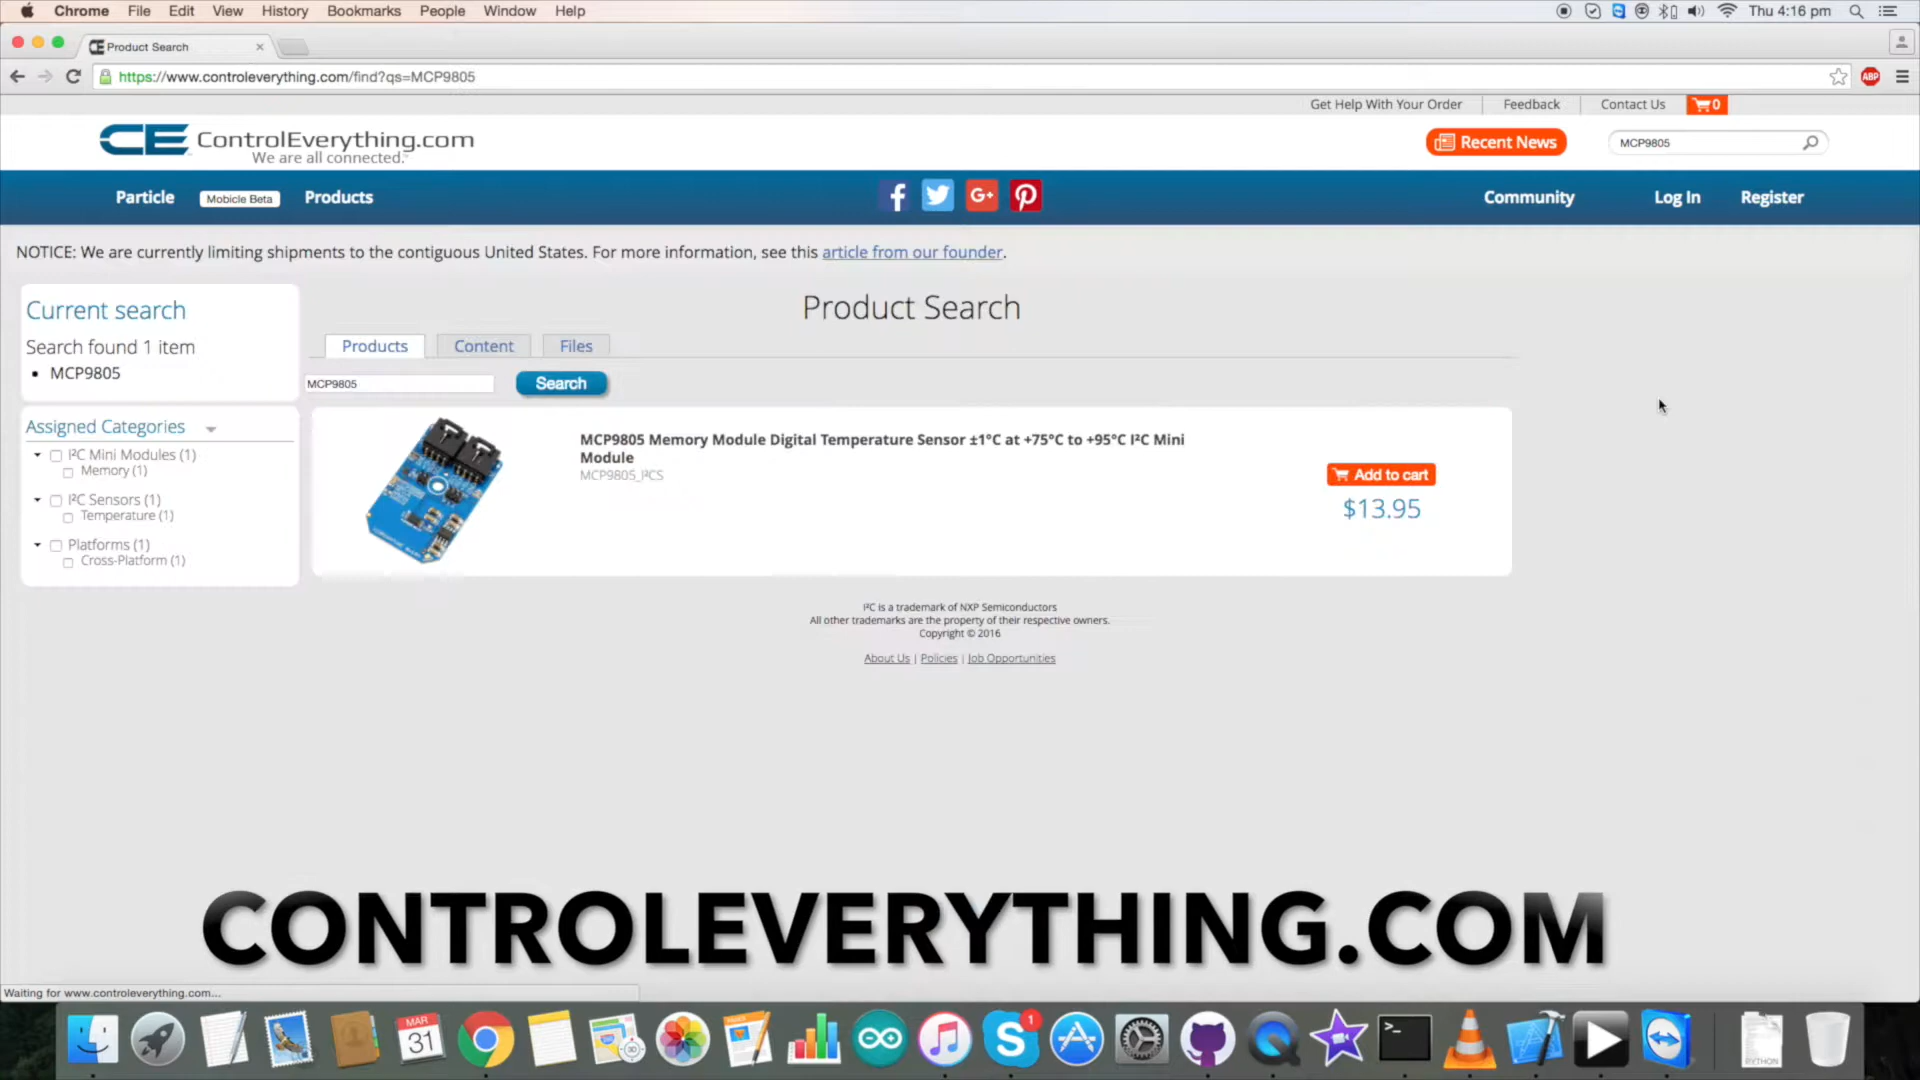 Chrome File Edit View History Bookmarks People Window Help
Thu 4:16 pm
CE Product Search
https://www.controleverything.com/find?qs=MCP9805
ABP
Get Help With Your Order Feedback Contact Us 0
CE ControlEverything.com
We are all connected.
Recent News
MCP9805
Particle Mobicle Beta Products
Community Log In Register
NOTICE: We are currently limiting shipments to the contiguous United States. For more information, see this article from our founder.
Current search
Search found 1 item
MCP9805
Assigned Categories
I²C Mini Modules (1)
Memory (1)
I²C Sensors (1)
Temperature (1)
Platforms (1)
Cross-Platform (1)
Product Search
Products Content Files
MCP9805 Search
MCP9805 Memory Module Digital Temperature Sensor ±1°C at +75°C to +95°C I²C Mini
Module
MCP9805_I²CS
Add to cart
$13.95
I²C is a trademark of NXP Semiconductors
All other trademarks are the property of their respective owners.
Copyright © 2016
About Us | Policies | Job Opportunities
CONTROLEVERYTHING.COM
Waiting for www.controleverything.com...
MAR
31
1
PYTHON